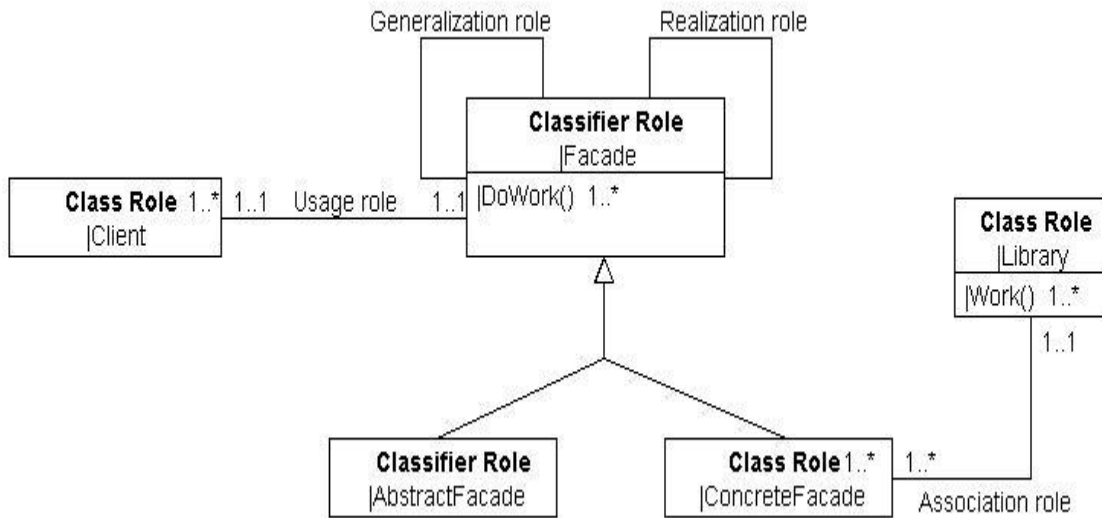 Generalization role
Realization role
Classifier Role
|Facade
|DoWork() 1..*
Class Role 1..*
|Client
1..1 Usage role 1..1
Class Role
|Library
|Work() 1..*
1..1
Classifier Role
|AbstractFacade
Class Role 1..*
|ConcreteFacade
1..*
Association role